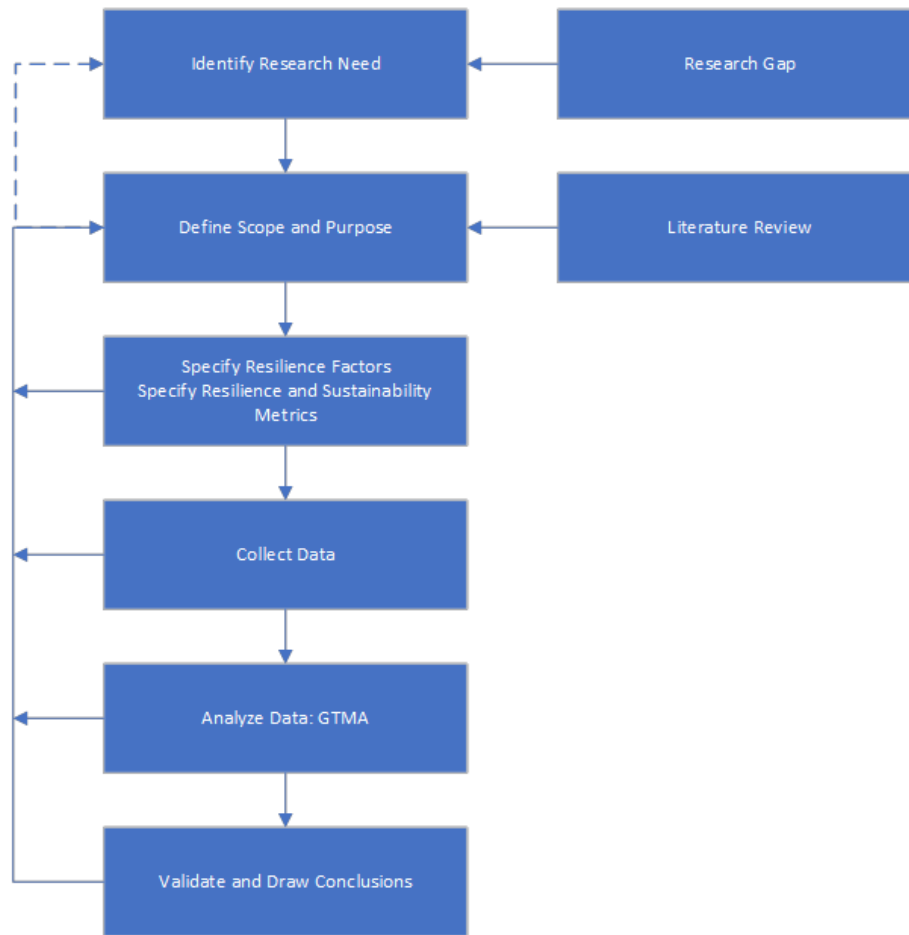 Identify Research Need
Research Gap
Define Scope and Purpose
Literature Review
Specify Resilience Factors
Specify Resilience and Sustainability
Metrics
Collect Data
Analyze Data: GTMA
Validate and Draw Conclusions